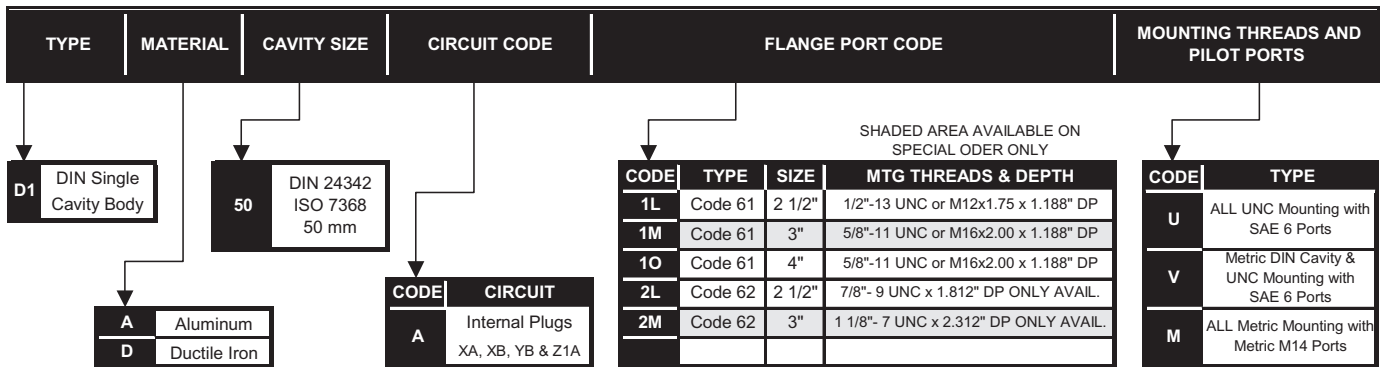 TYPE MATERIAL CAVITY SIZE CIRCUIT CODE FLANGE PORT CODE MOUNTING THREADS AND
PILOT PORTS
D1 DIN Single
Cavity Body
A Aluminum
D Ductile Iron
50 DIN 24342
ISO 7368
50 mm
CODE CIRCUIT
A Internal Plugs
XA, XB, YB & Z1A
SHADED AREA AVAILABLE ON
SPECIAL ODER ONLY
CODE TYPE SIZE MTG THREADS & DEPTH
1L Code 61 2 1/2" 1/2"-13 UNC or M12x1.75 x 1.188" DP
1M Code 61 3" 5/8"-11 UNC or M16x2.00 x 1.188" DP
1O Code 61 4" 5/8"-11 UNC or M16x2.00 x 1.188" DP
2L Code 62 2 1/2" 7/8"- 9 UNC x 1.812" DP ONLY AVAIL.
2M Code 62 3" 1 1/8"- 7 UNC x 2.312" DP ONLY AVAIL.
CODE TYPE
U ALL UNC Mounting with
SAE 6 Ports
V Metric DIN Cavity &
UNC Mounting with
SAE 6 Ports
M ALL Metric Mounting with
Metric M14 Ports